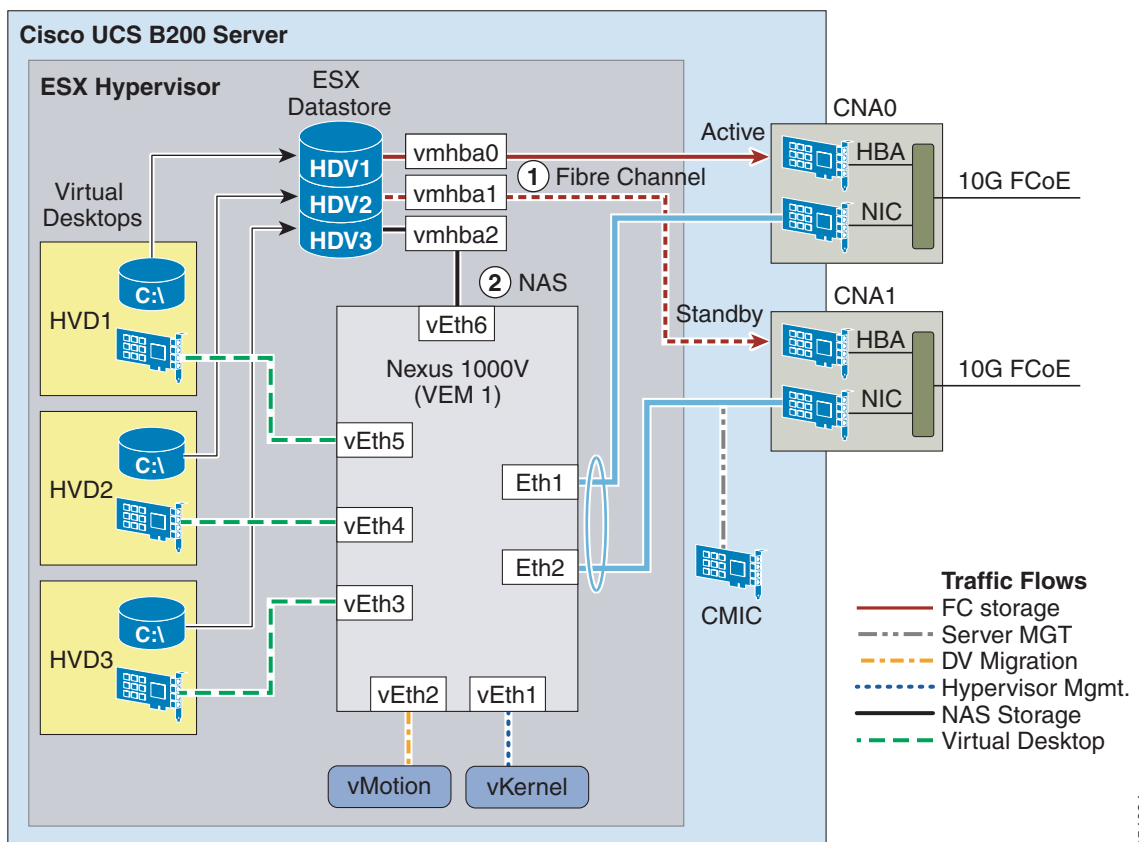 Cisco UCS B200 Server
ESX Hypervisor
ESX
Datastore
HDV1
HDV2
HDV3
vmhba0
vmhba1
vmhba2
Active
1 Fibre Channel
2 NAS
Standby
CNA0
HBA
NIC
10G FCoE
CNA1
HBA
NIC
10G FCoE
Virtual
Desktops
C:\
HVD1
C:\
HVD2
C:\
HVD3
vEth6
Nexus 1000V
(VEM 1)
vEth5
vEth4
vEth3
Eth1
Eth2
vEth2
vEth1
vMotion
vKernel
CMIC
Traffic Flows
FC storage
Server MGT
DV Migration
Hypervisor Mgmt.
NAS Storage
Virtual Desktop